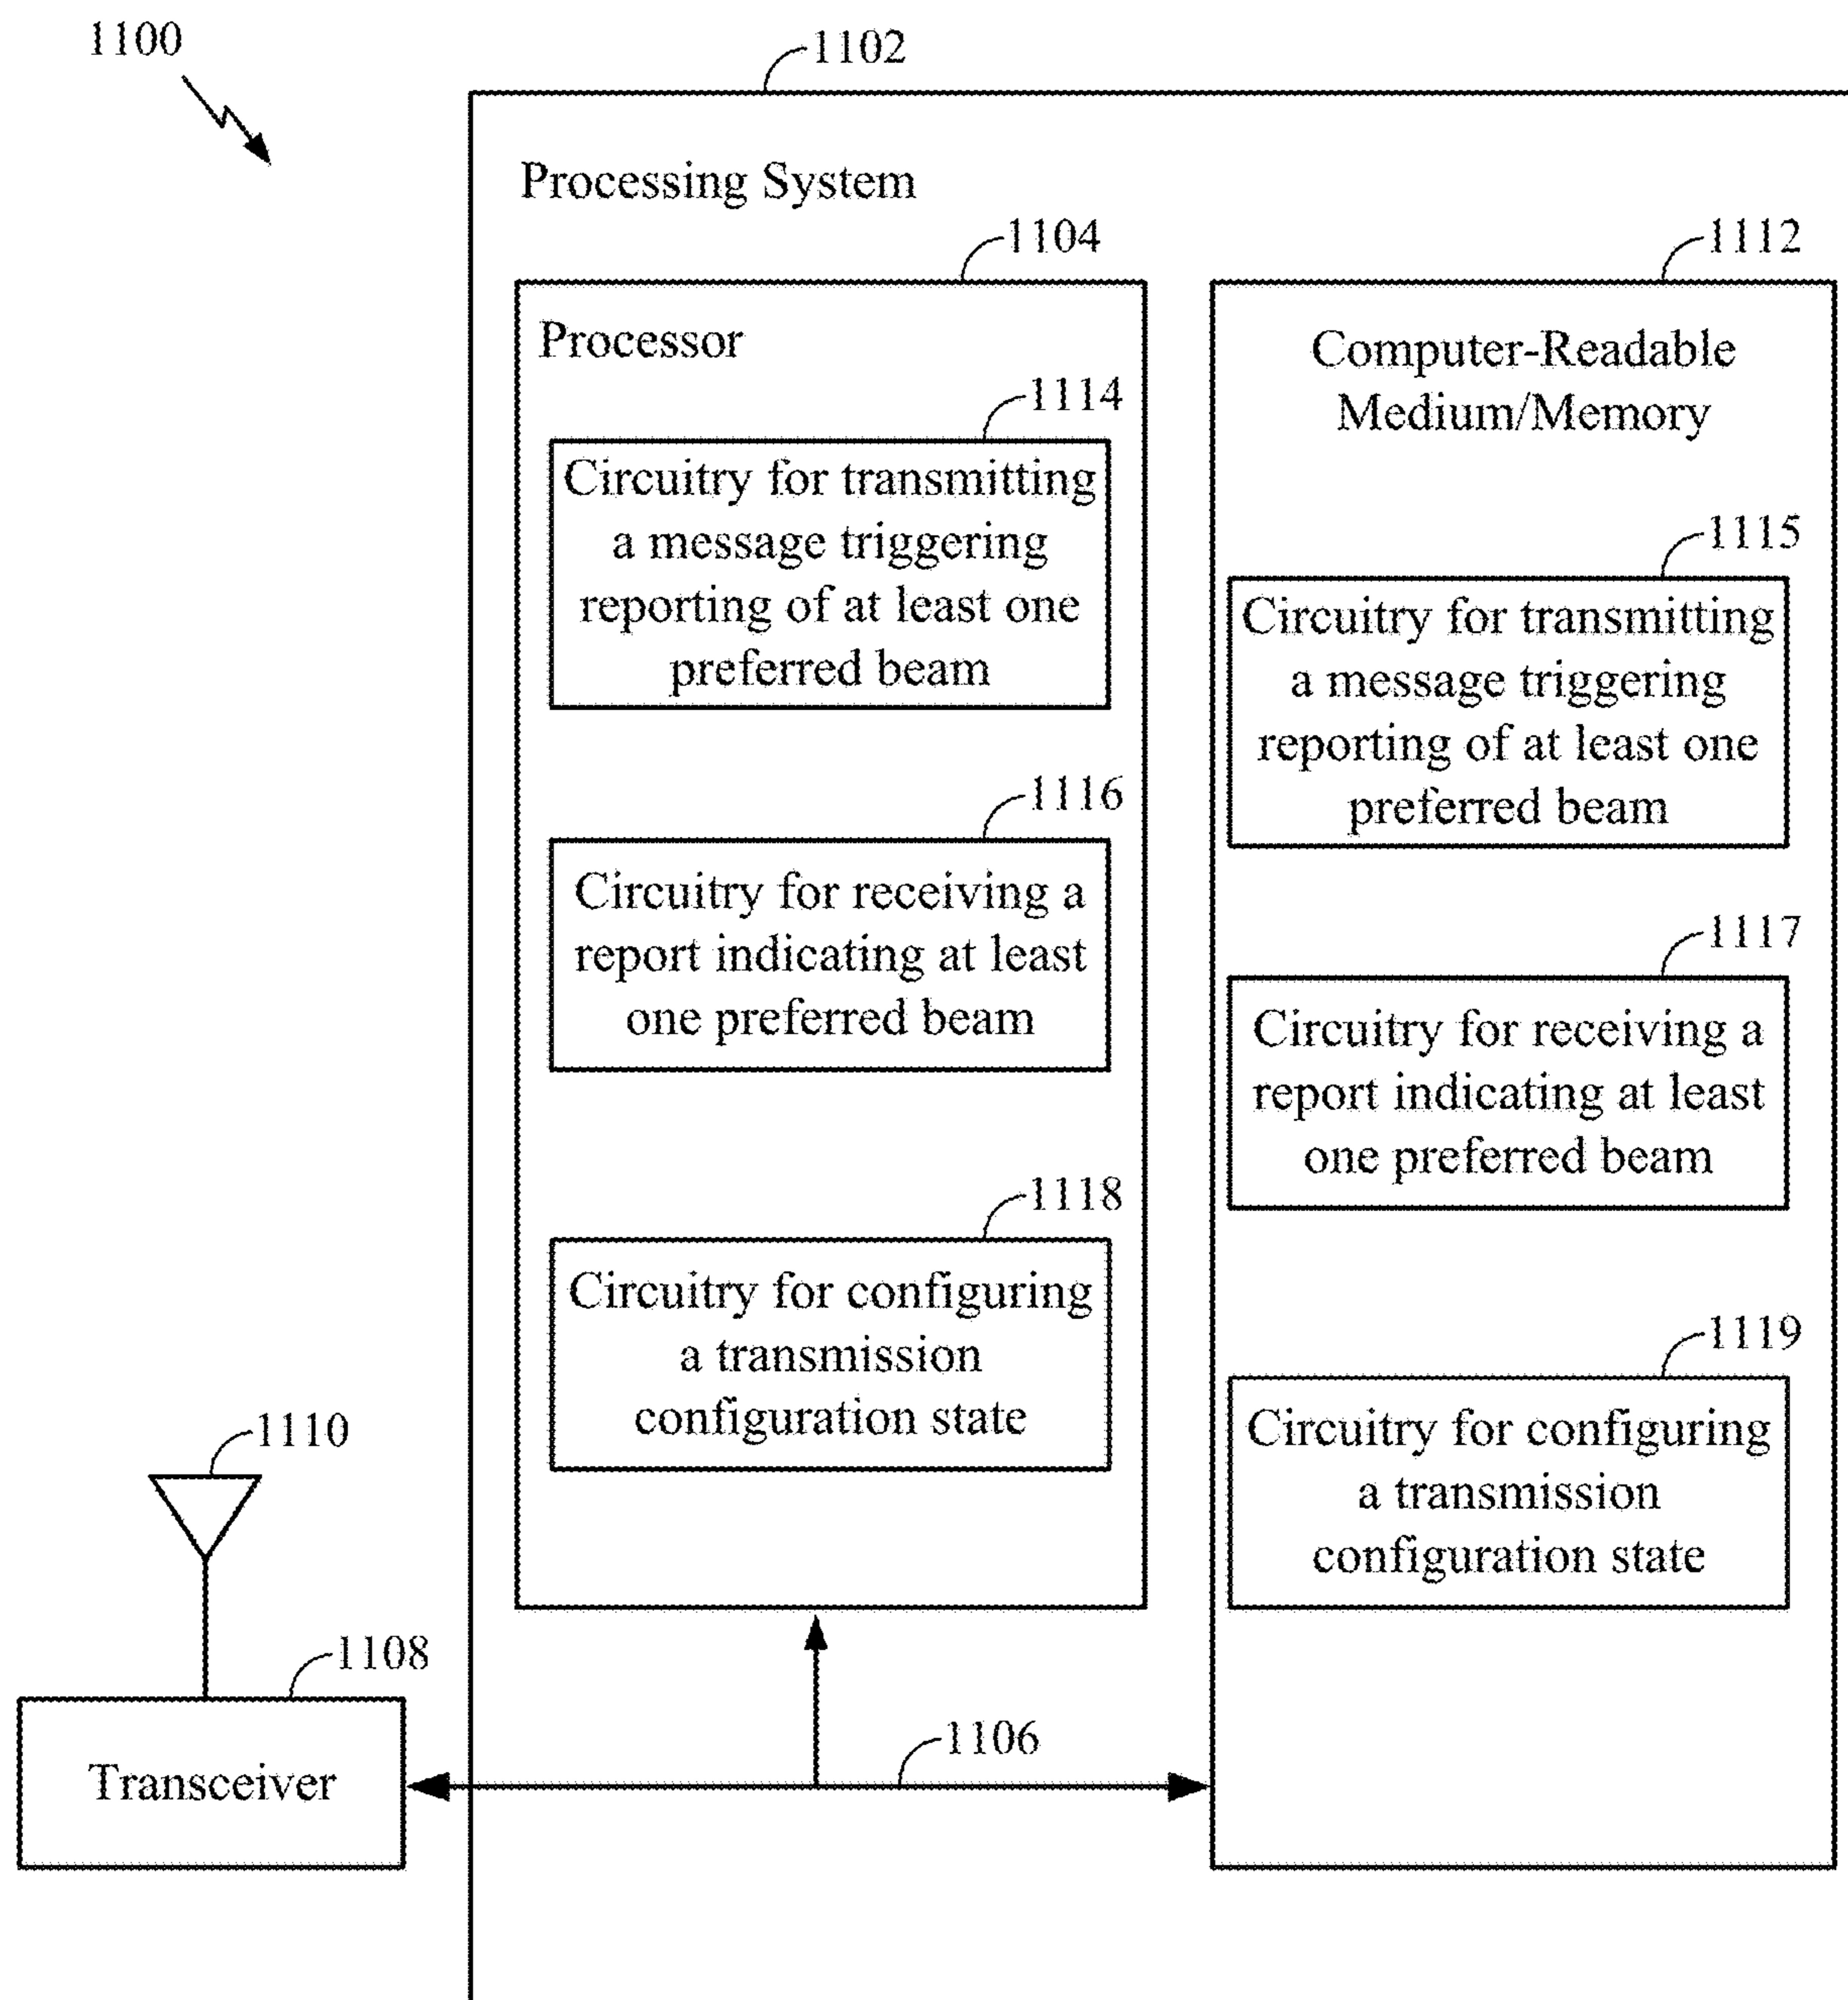 1100
1102
Processing System
1104
Processor
1114
Circuitry for transmitting
a message triggering
reporting of at least one
preferred beam
1116
Circuitry for receiving a
report indicating at least
one preferred beam
1118
Circuitry for configuring
a transmission
configuration state
1112
Computer-Readable
Medium/Memory
1115
Circuitry for transmitting
a message triggering
reporting of at least one
preferred beam
1117
Circuitry for receiving a
report indicating at least
one preferred beam
1119
Circuitry for configuring
a transmission
configuration state
1110
1108
Transceiver
1106